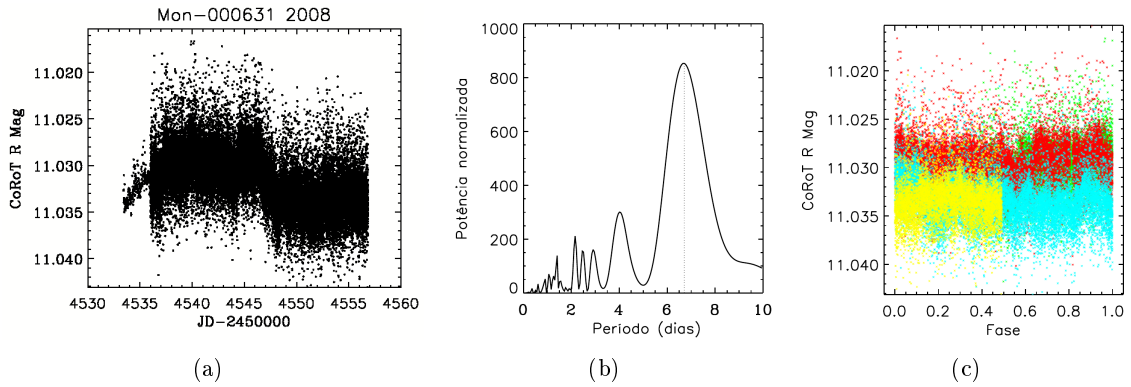 Mon-000631 2008
CoRoT R Mag
11.020
11.025
11.030
11.035
11.040
4530 4535 4540 4545 4550 4555 4560
JD-2450000
(a)
Potência normalizada
1000
800
600
400
200
0
0 2 4 6 8 10
Período (dias)
(b)
CoRoT R Mag
11.020
11.025
11.030
11.035
11.040
0.0 0.2 0.4 0.6 0.8 1.0
Fase
(c)